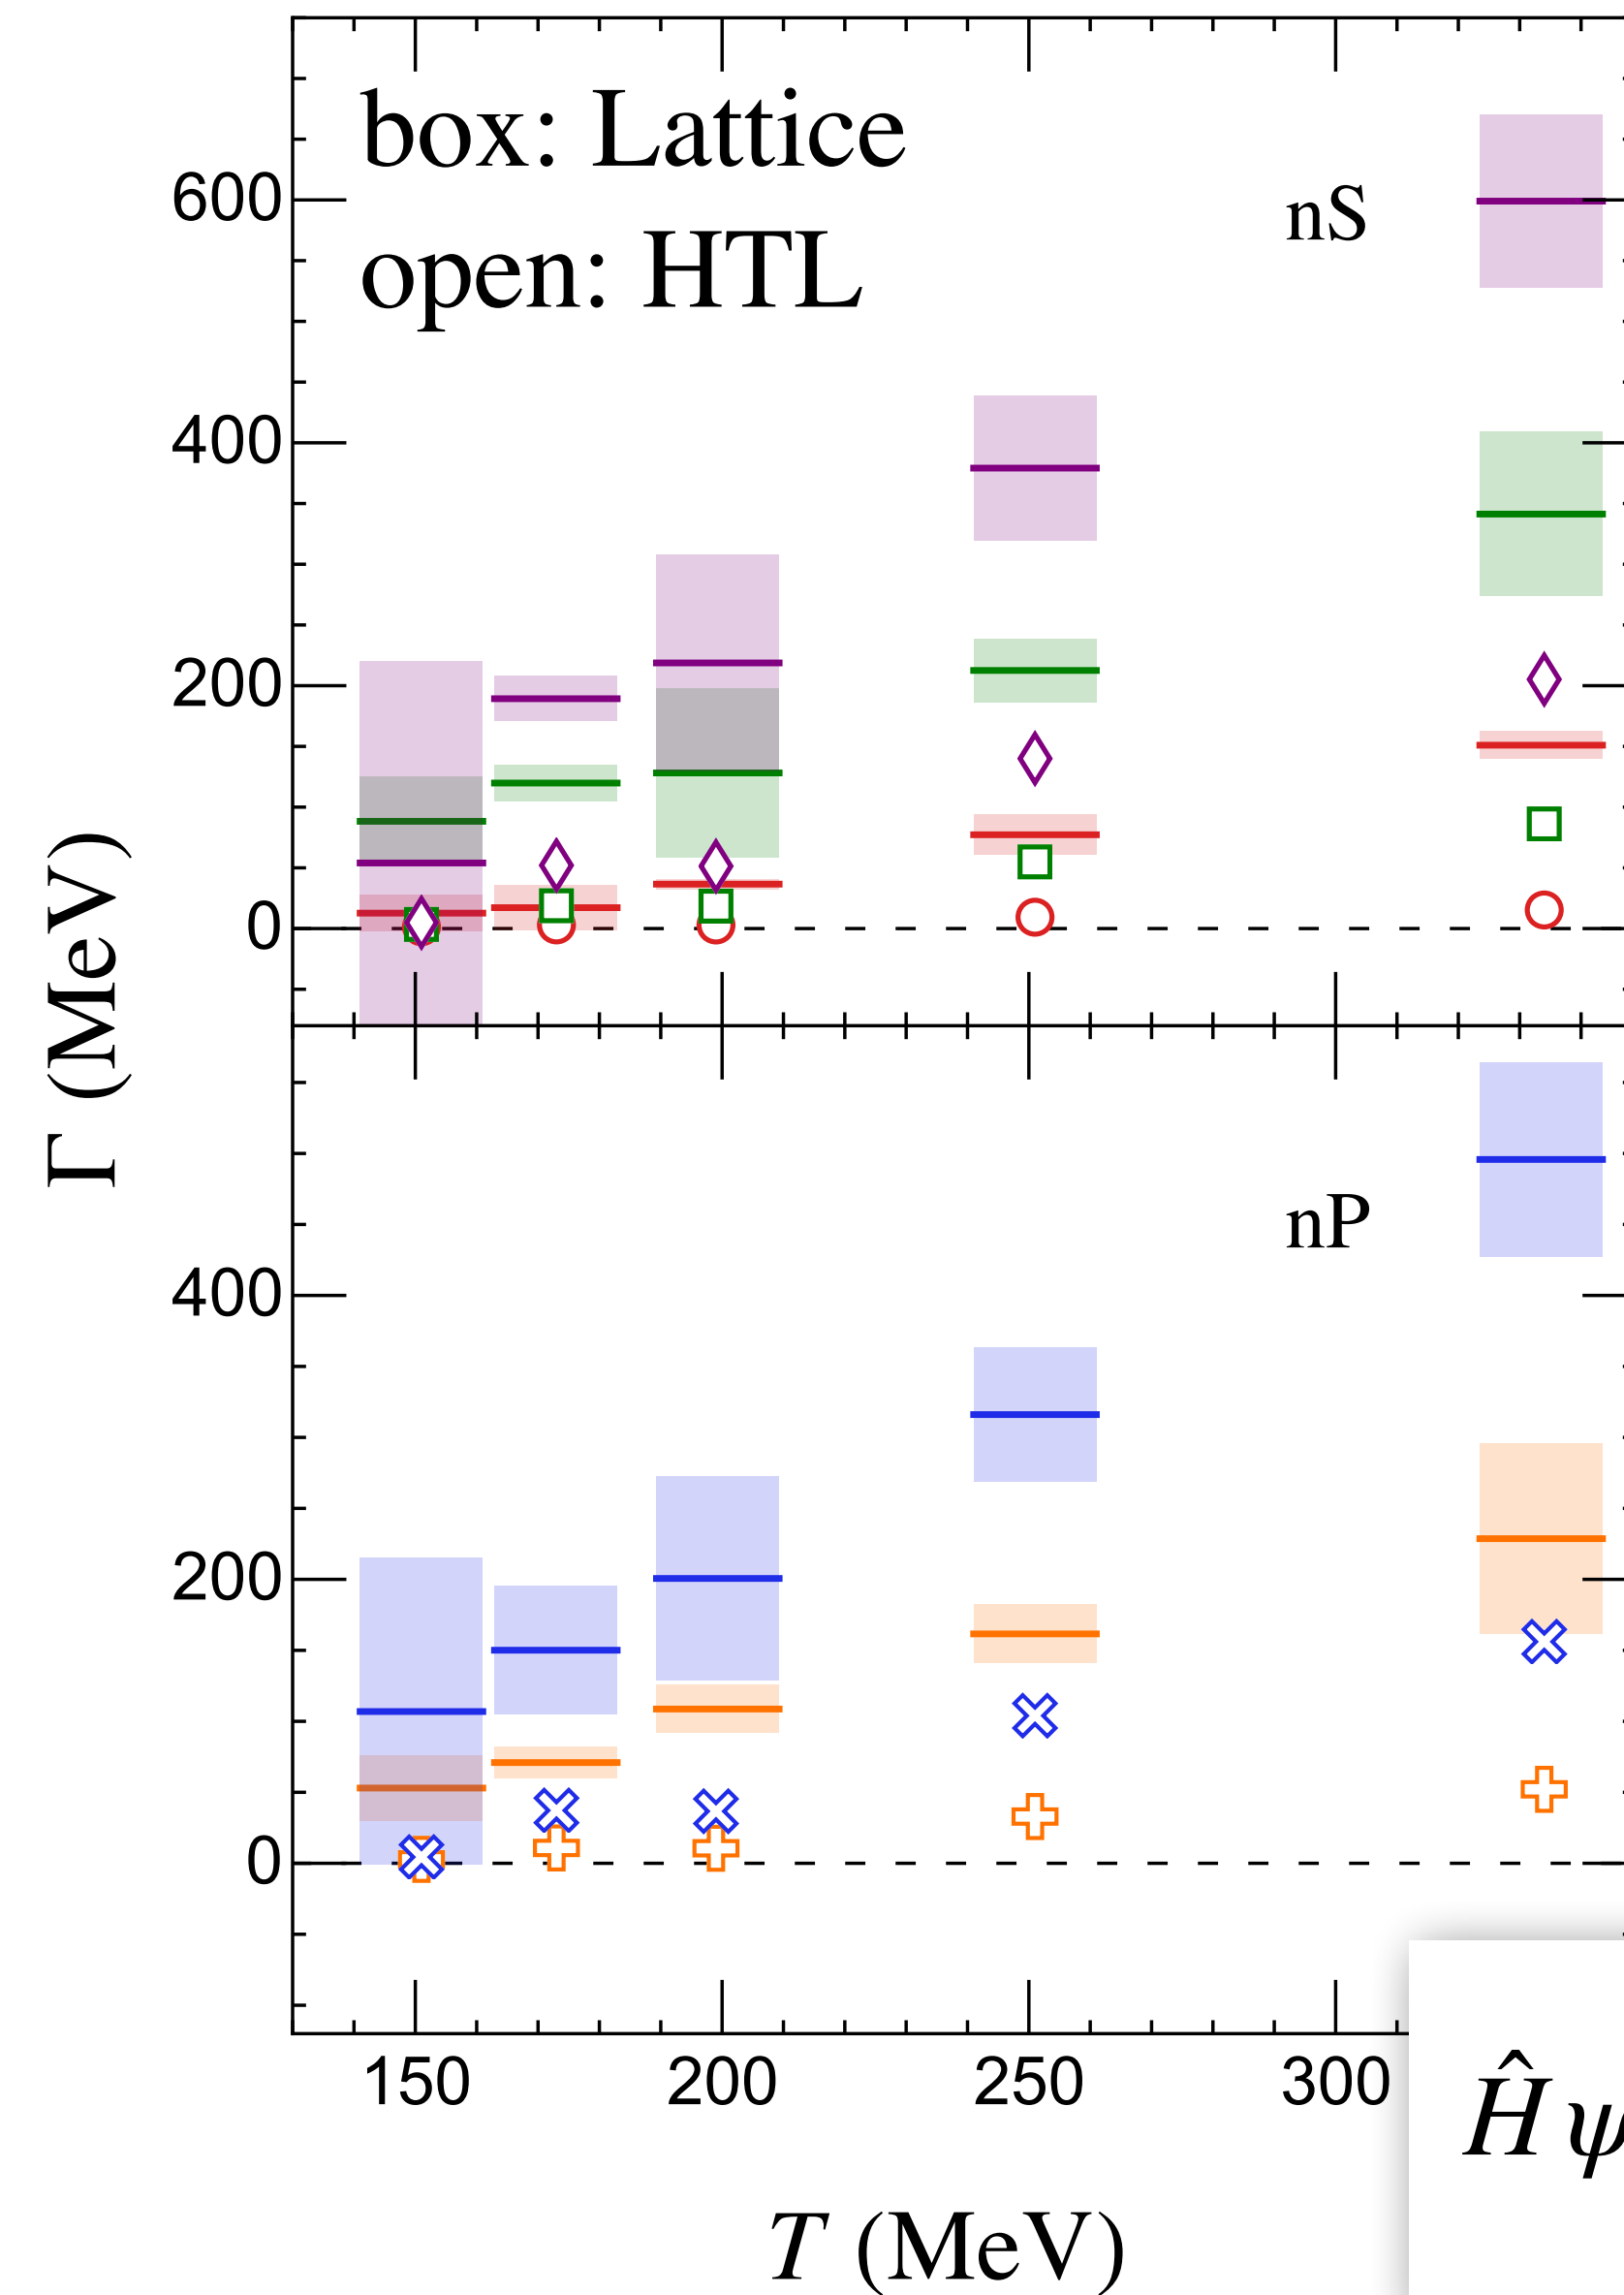 box: Lattice
open: HTL
nS
600
400
200
0
Γ (MeV)
nP
400
200
0
150 200 250 300
Ĥ ψ
T (MeV)